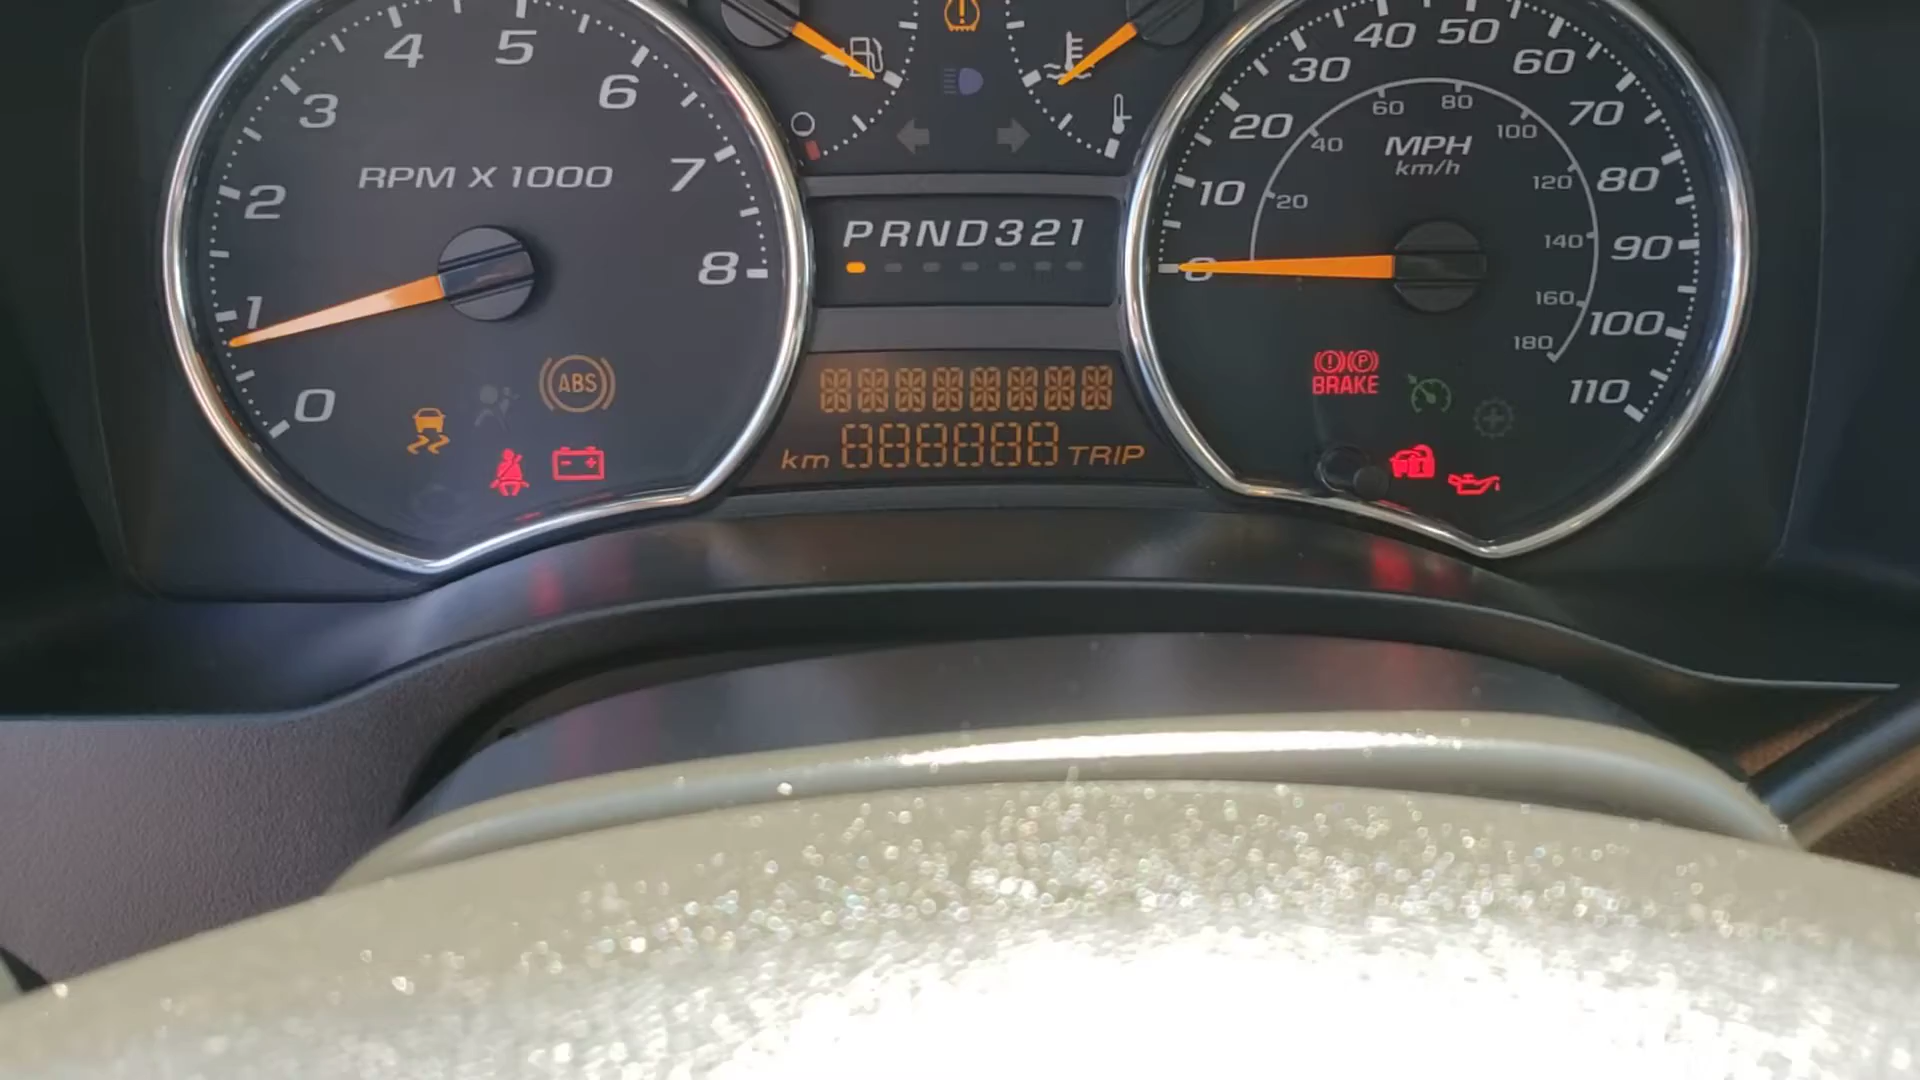 4 5
3 6
RPM X 1000 7
2
8
1
0
ABS
PRND321
888888 TRIP
km
40 50
30 60
60 80
20 70
40 MPH 100
km/h
10 20 120 80
140 90
0
160 100
180
BRAKE
P
110